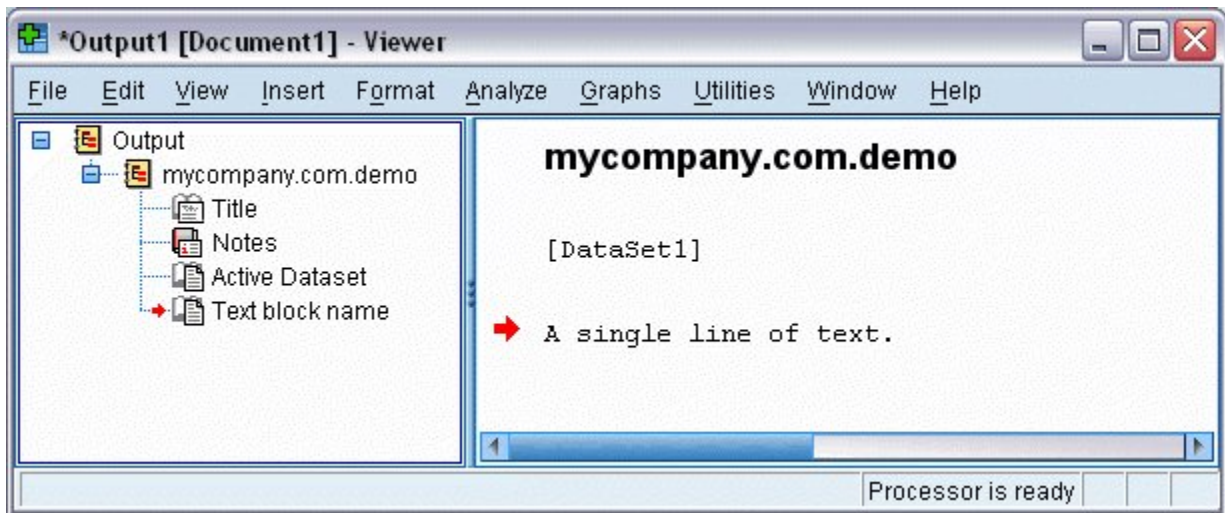 *Output1 [Document1] - Viewer
File Edit View Insert Format Analyze Graphs Utilities Window Help
Output
mycompany.com.demo
Title
Notes
Active Dataset
Text block name
mycompany.com.demo
[DataSet1]
A single line of text.
Processor is ready